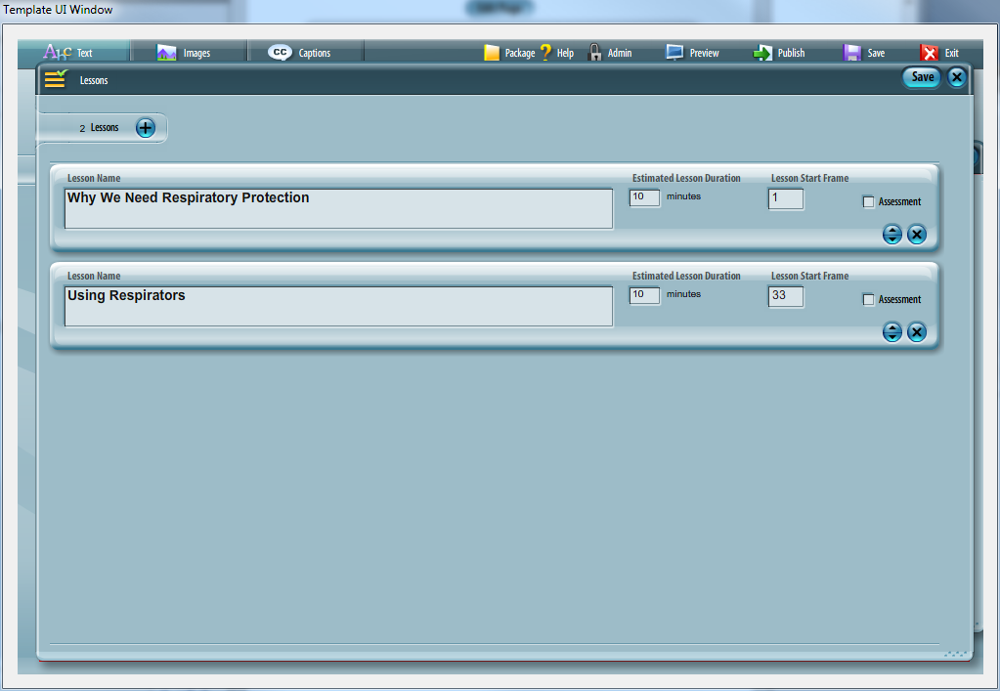 Template UI Window
Abc Text Images CC Captions Package ? Help Admin Preview Publish Save Exit
Lessons Save
2 Lessons
Lesson Name Estimated Lesson Duration Lesson Start Frame
Why We Need Respiratory Protection 10 minutes 1 Assessment
Lesson Name Estimated Lesson Duration Lesson Start Frame
Using Respirators 10 minutes 33 Assessment